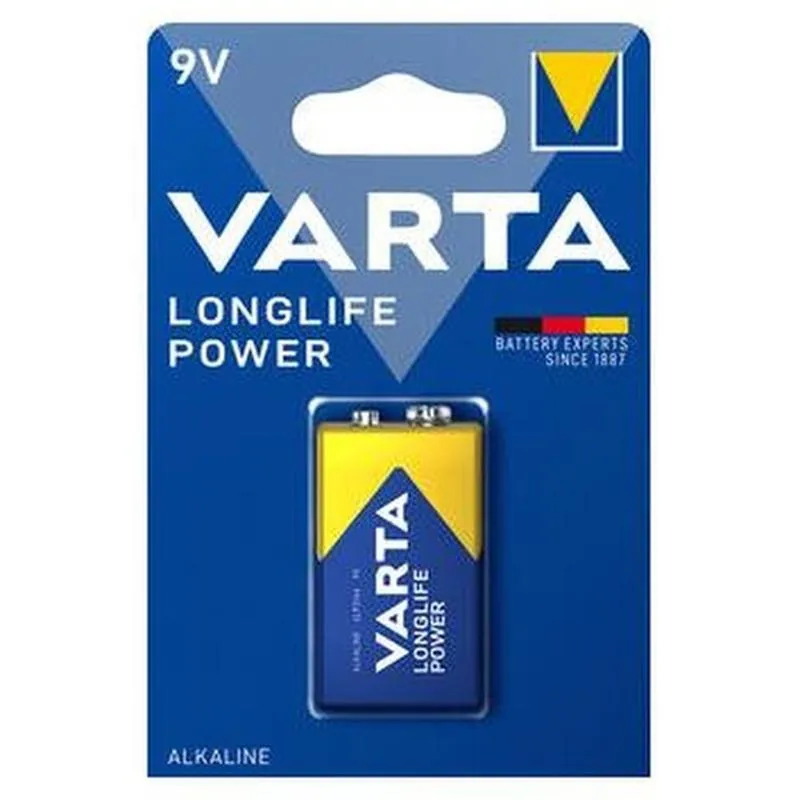 9V
VARTA
LONGLIFE
POWER
BATTERY EXPERTS
SINCE 1887
VARTA
LONGLIFE
POWER
ALKALINE